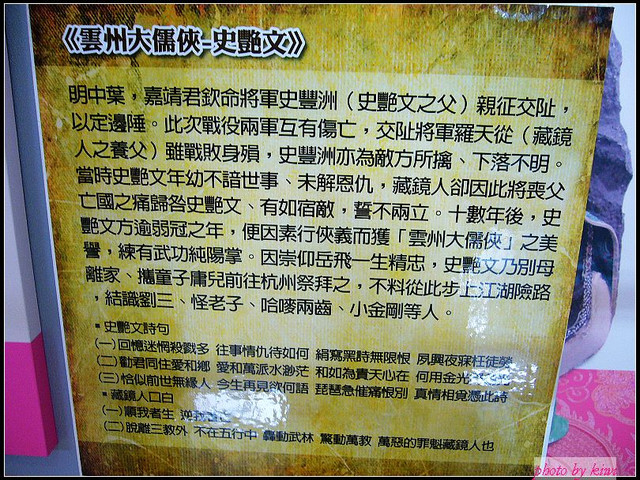 《雲州大儒俠-史艷文》
明中葉，嘉靖君欽命將軍史豐洲（史艷文之父）親征交阯，
以定邊陲。此次戰役兩軍互有傷亡，交阯將軍羅天從（藏鏡
人之養父）雖戰敗身殞，史豐洲亦為敵方所擒、下落不明。
當時史艷文年幼不諳世事、未解恩仇，藏鏡人卻因此將喪父
亡國之痛歸咎史艷文、有如宿敵，誓不兩立。十數年後，史
艷文方逾弱冠之年，便因素行俠義而獲「雲州大儒俠」之美
譽，練有武功純陽掌。因崇仰岳飛一生精忠，史艷文乃別母
離家、攜童子庸兒前往杭州祭拜之，不料從此步上江湖險路
，結識劉三、怪老子、哈嘜兩齒、小金剛等人。
▪史艷文詩句
(一)回憶迷惘殺戮多 往事情仇待如何 絹寫黑詩無限恨 夙興夜寐枉徒勞
(二)勸君同住愛和鄉 愛和萬派水渺茫 和如為貴天心在 何用金光
(三)恰似前世無緣人 今生再見欲何語 琵琶急催痛恨別 真情相覓憑此詩
▪藏鏡人口白
(一)順我者生 逆我
(二)脫離三教外 不在五行中 轟動武林 驚動萬教 萬惡的罪魁藏鏡人也
photo by kiwi